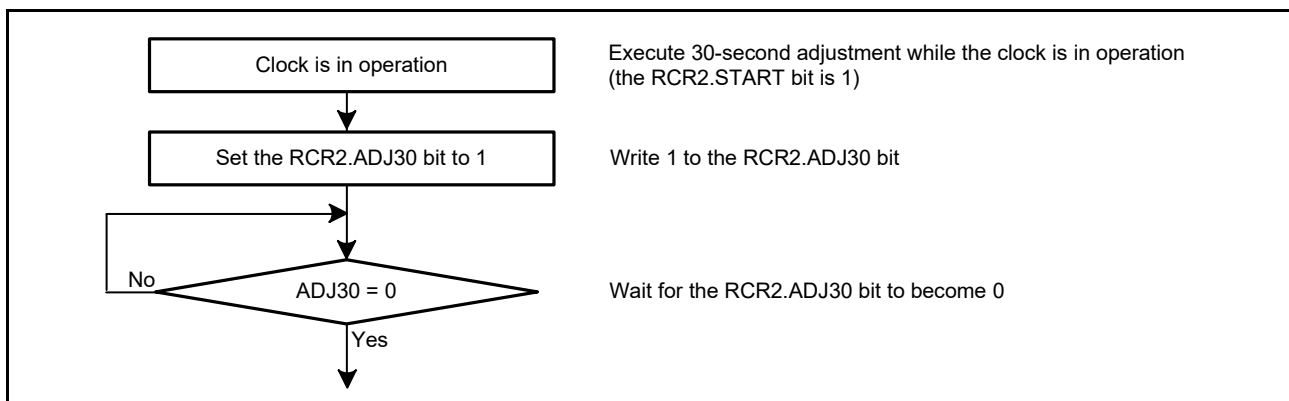 Clock is in operation
Execute 30-second adjustment while the clock is in operation
(the RCR2.START bit is 1)
Set the RCR2.ADJ30 bit to 1
Write 1 to the RCR2.ADJ30 bit
No
ADJ30 = 0
Wait for the RCR2.ADJ30 bit to become 0
Yes